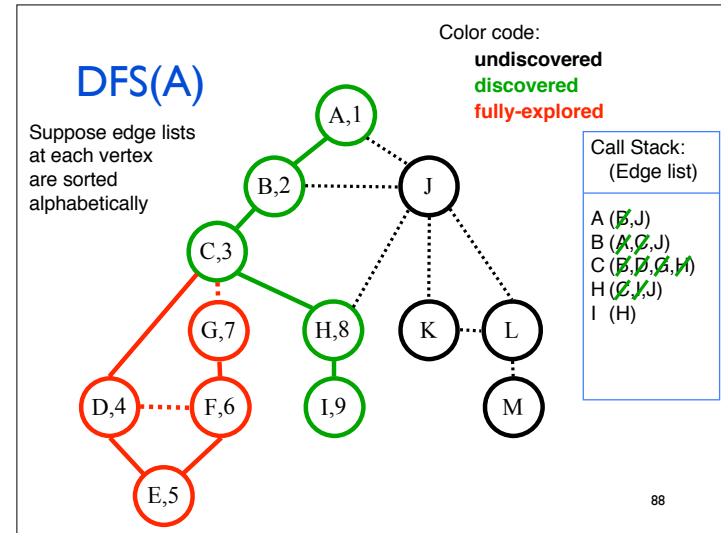 Color code:
undiscovered
discovered
fully-explored
DFS(A)
Suppose edge lists
at each vertex
are sorted
alphabetically
A,1
B,2
J
C,3
G,7
H,8
K
L
D,4
F,6
I,9
M
E,5
Call Stack:
(Edge list)
A (B,J)
B (A,C,J)
C (B,D,G,H)
H (C,I,J)
I (H)
88